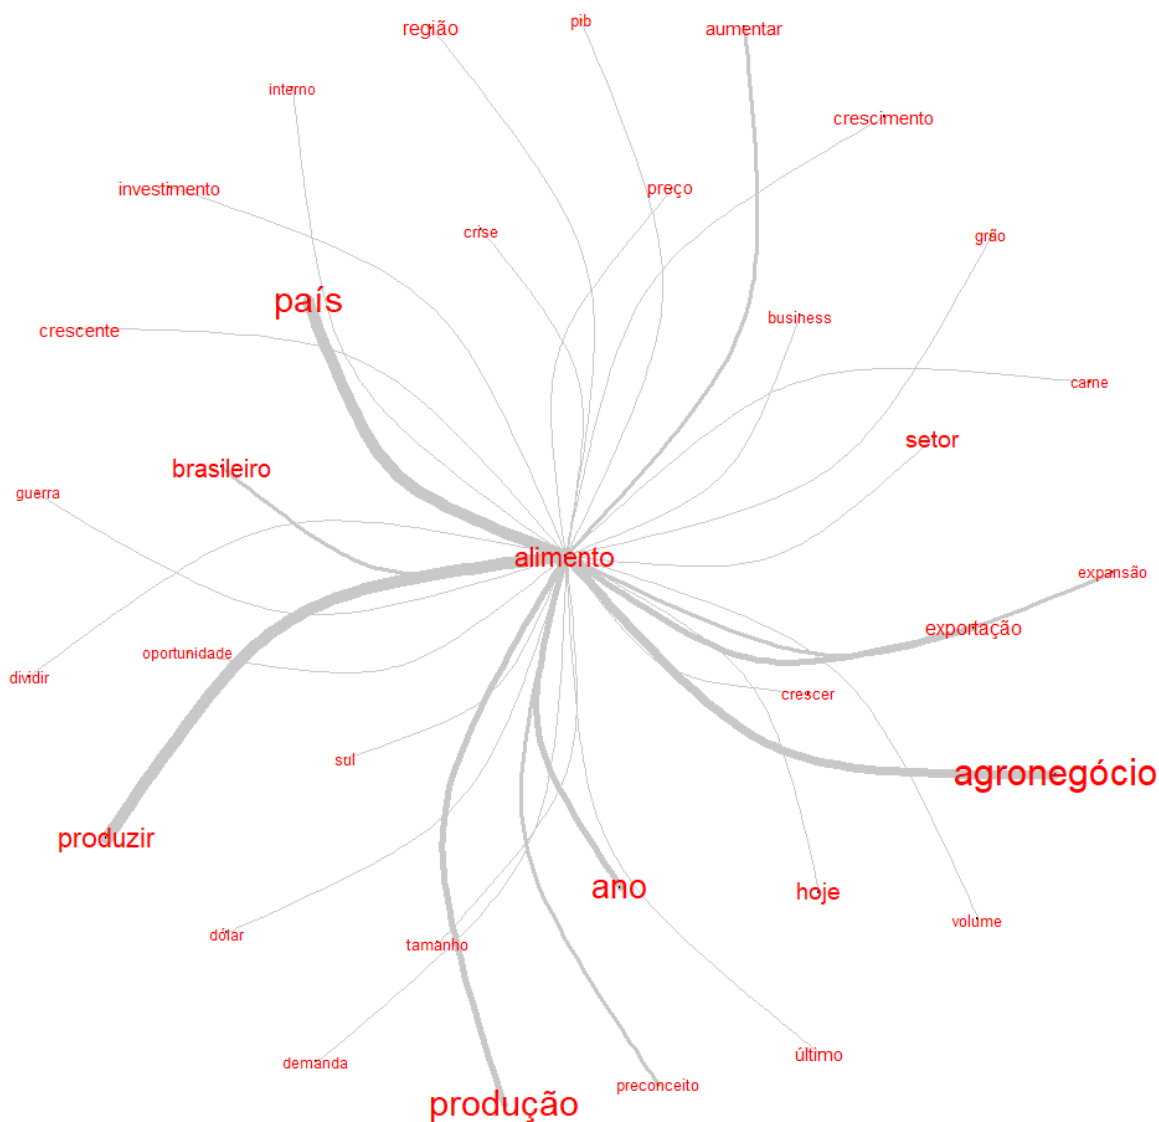 pib
região
aumentar
interno
crescimento
investimento
preço
crise
grão
país
business
crescente
carne
setor
brasileiro
guerra
alimento
expansão
exportação
oportunidade
dividir
crescer
sul
agronegócio
produzir
ano
hoje
volume
dólar
tamanho
último
demanda
preconceito
produção